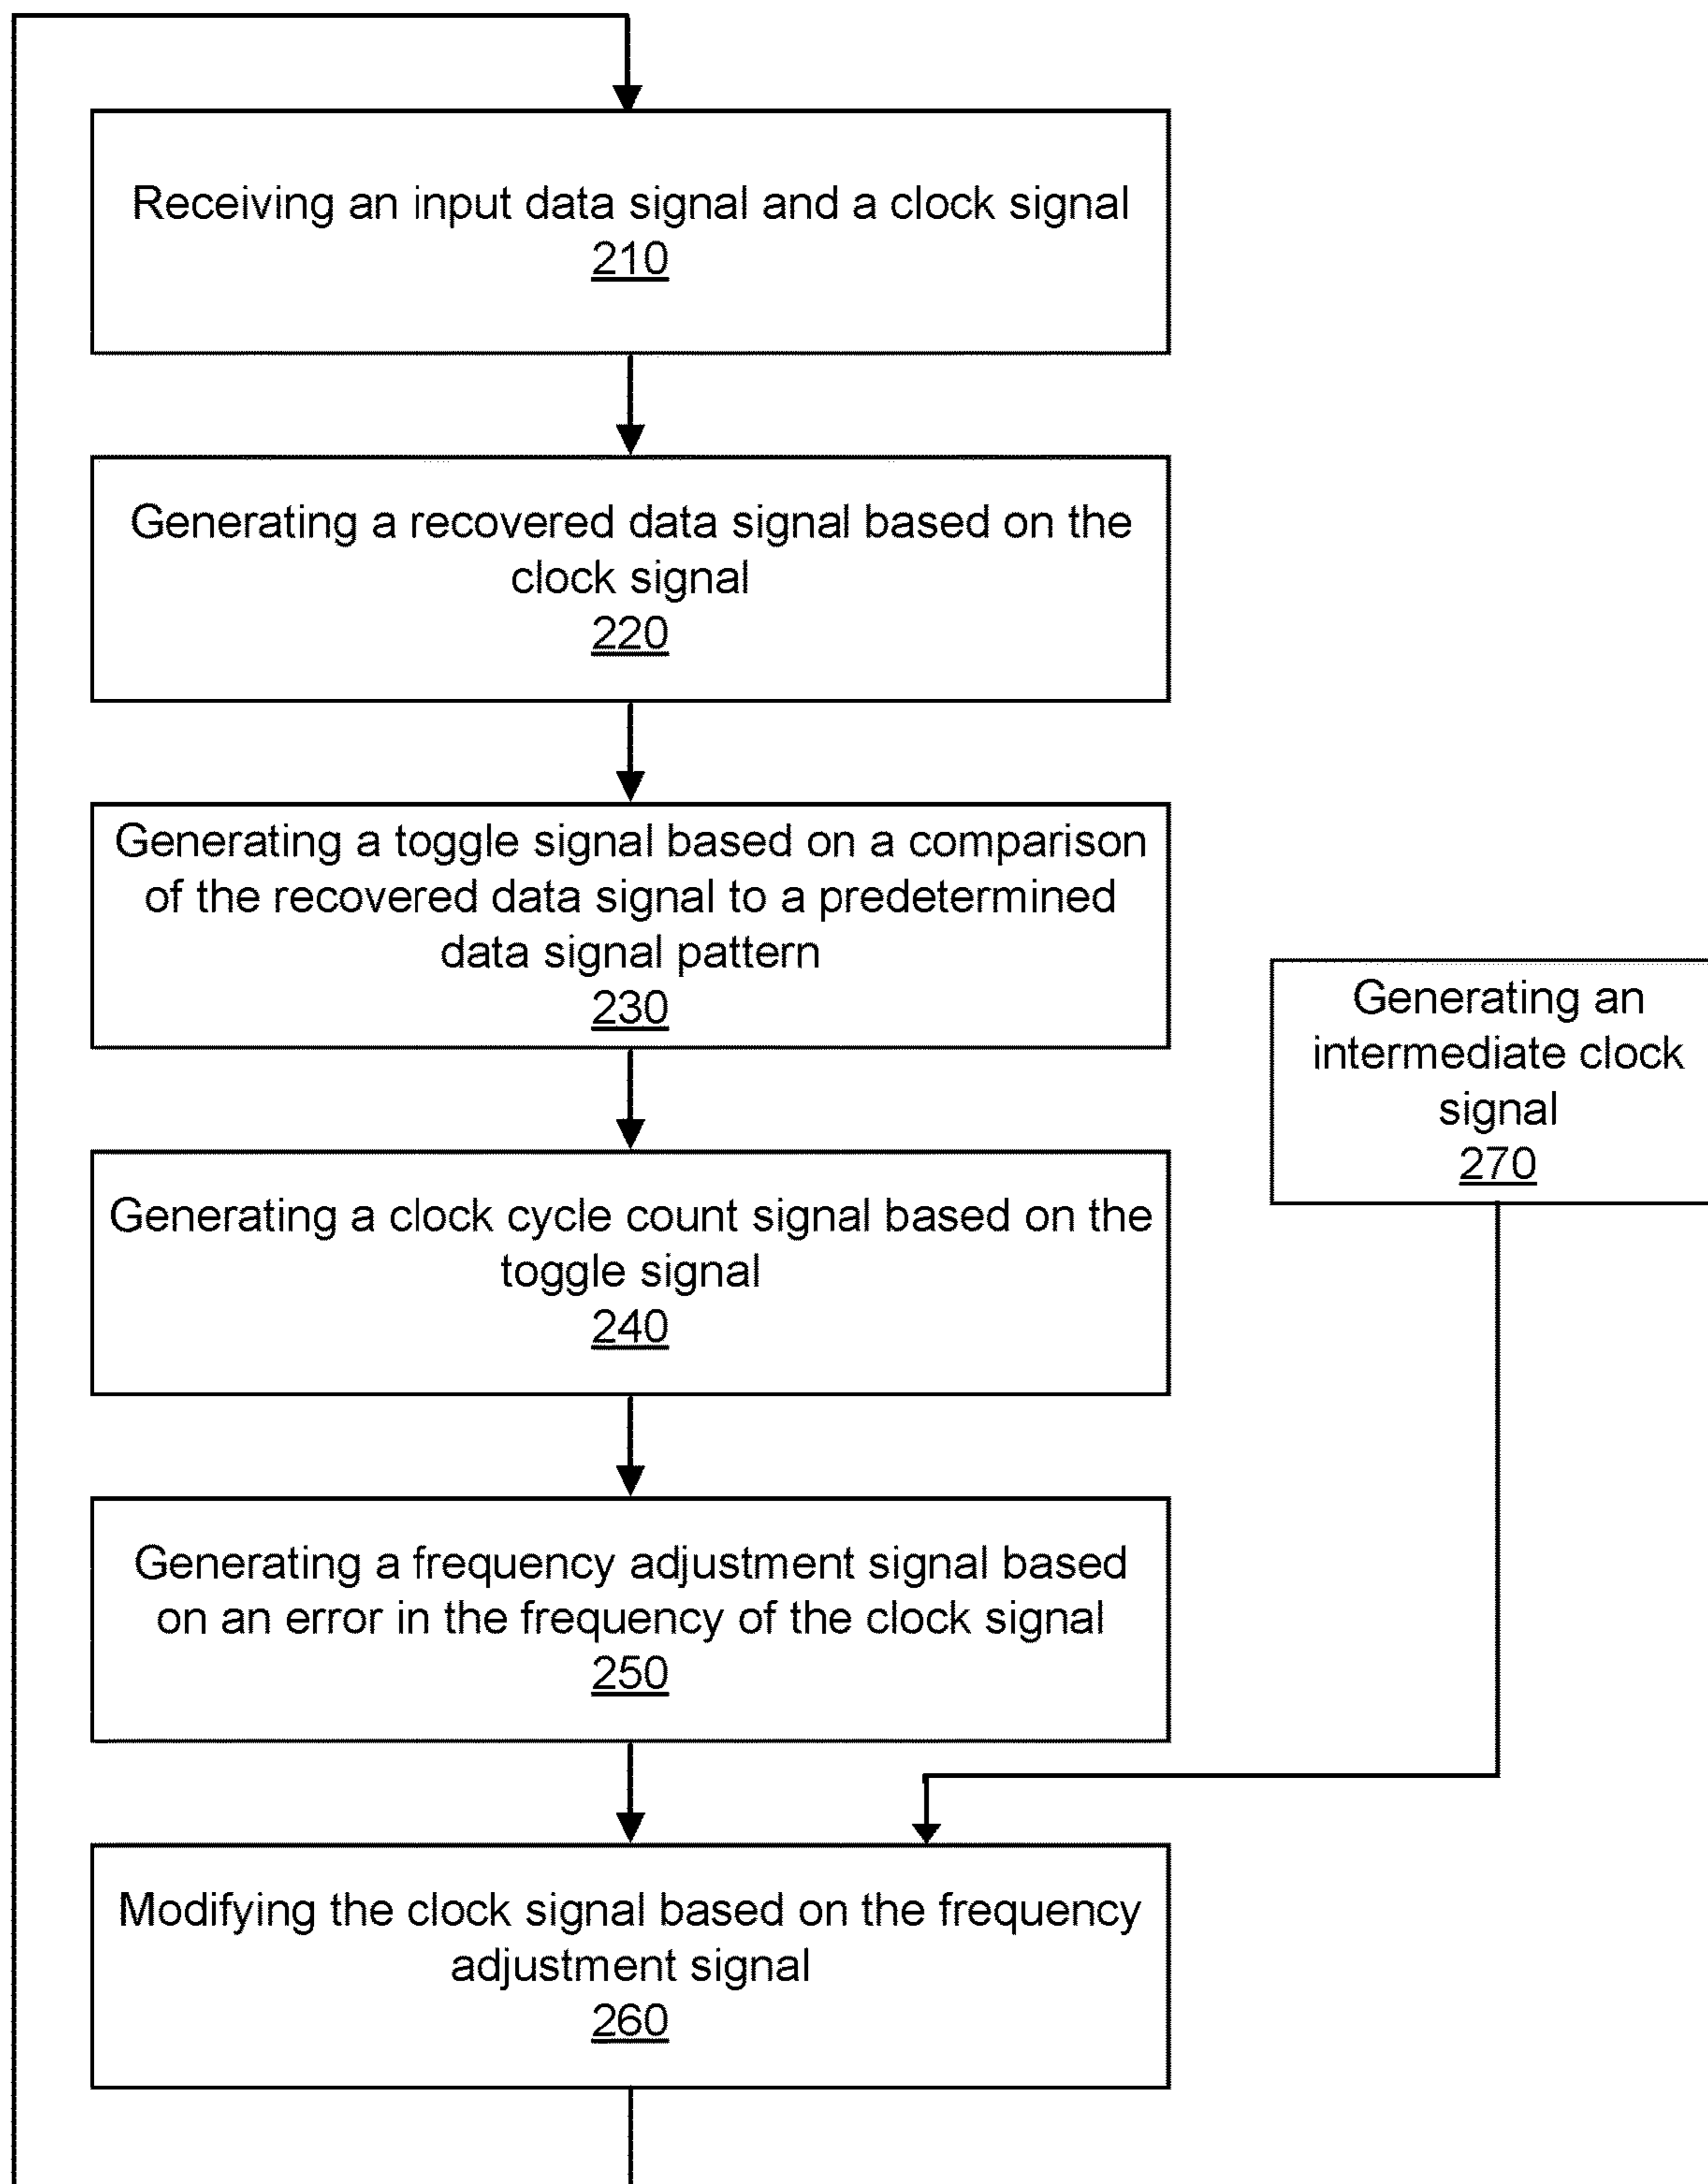 Receiving an input data signal and a clock signal
210
Generating a recovered data signal based on the
clock signal
220
Generating a toggle signal based on a comparison
of the recovered data signal to a predetermined
data signal pattern
230
Generating an
intermediate clock
signal
270
Generating a clock cycle count signal based on the
toggle signal
240
Generating a frequency adjustment signal based
on an error in the frequency of the clock signal
250
Modifying the clock signal based on the frequency
adjustment signal
260